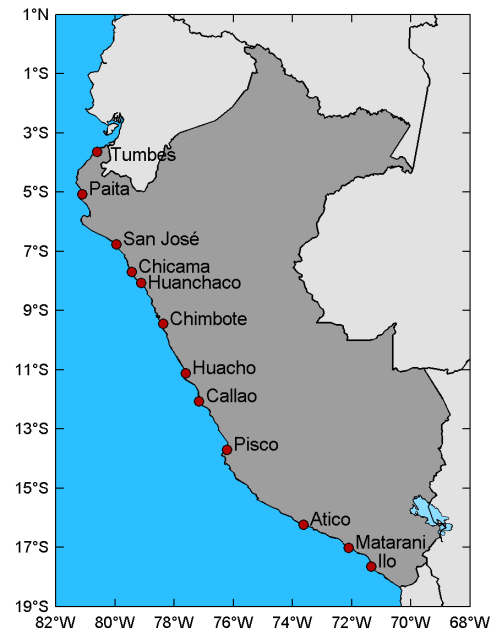 1°N
1°S
3°S
Tumbes
5°S
Paita
7°S
San José
Chicama
Huanchaco
9°S
Chimbote
11°S
Huacho
Callao
13°S
Pisco
15°S
Atico
17°S
Matarani
Ilo
19°S
82°W 80°W 78°W 76°W 74°W 72°W 70°W 68°W